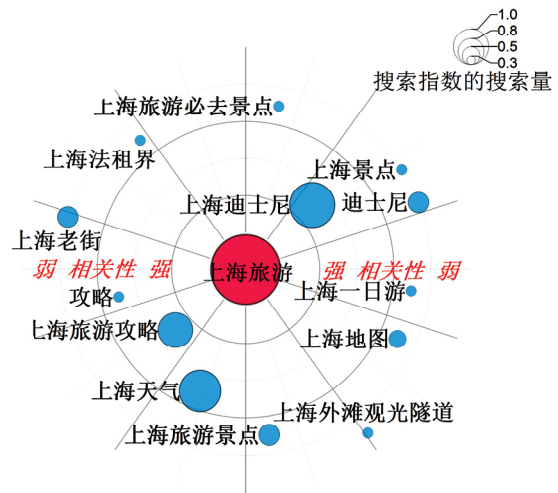 1.0
0.8
0.5
0.3
搜索指数的搜索量
上海旅游必去景点
上海法租界
上海景点
上海迪士尼
迪士尼
上海老街
弱 相关性 强
上海旅游
强 相关性 弱
攻略
上海一日游
上海旅游攻略
上海地图
上海天气
上海外滩观光隧道
上海旅游景点